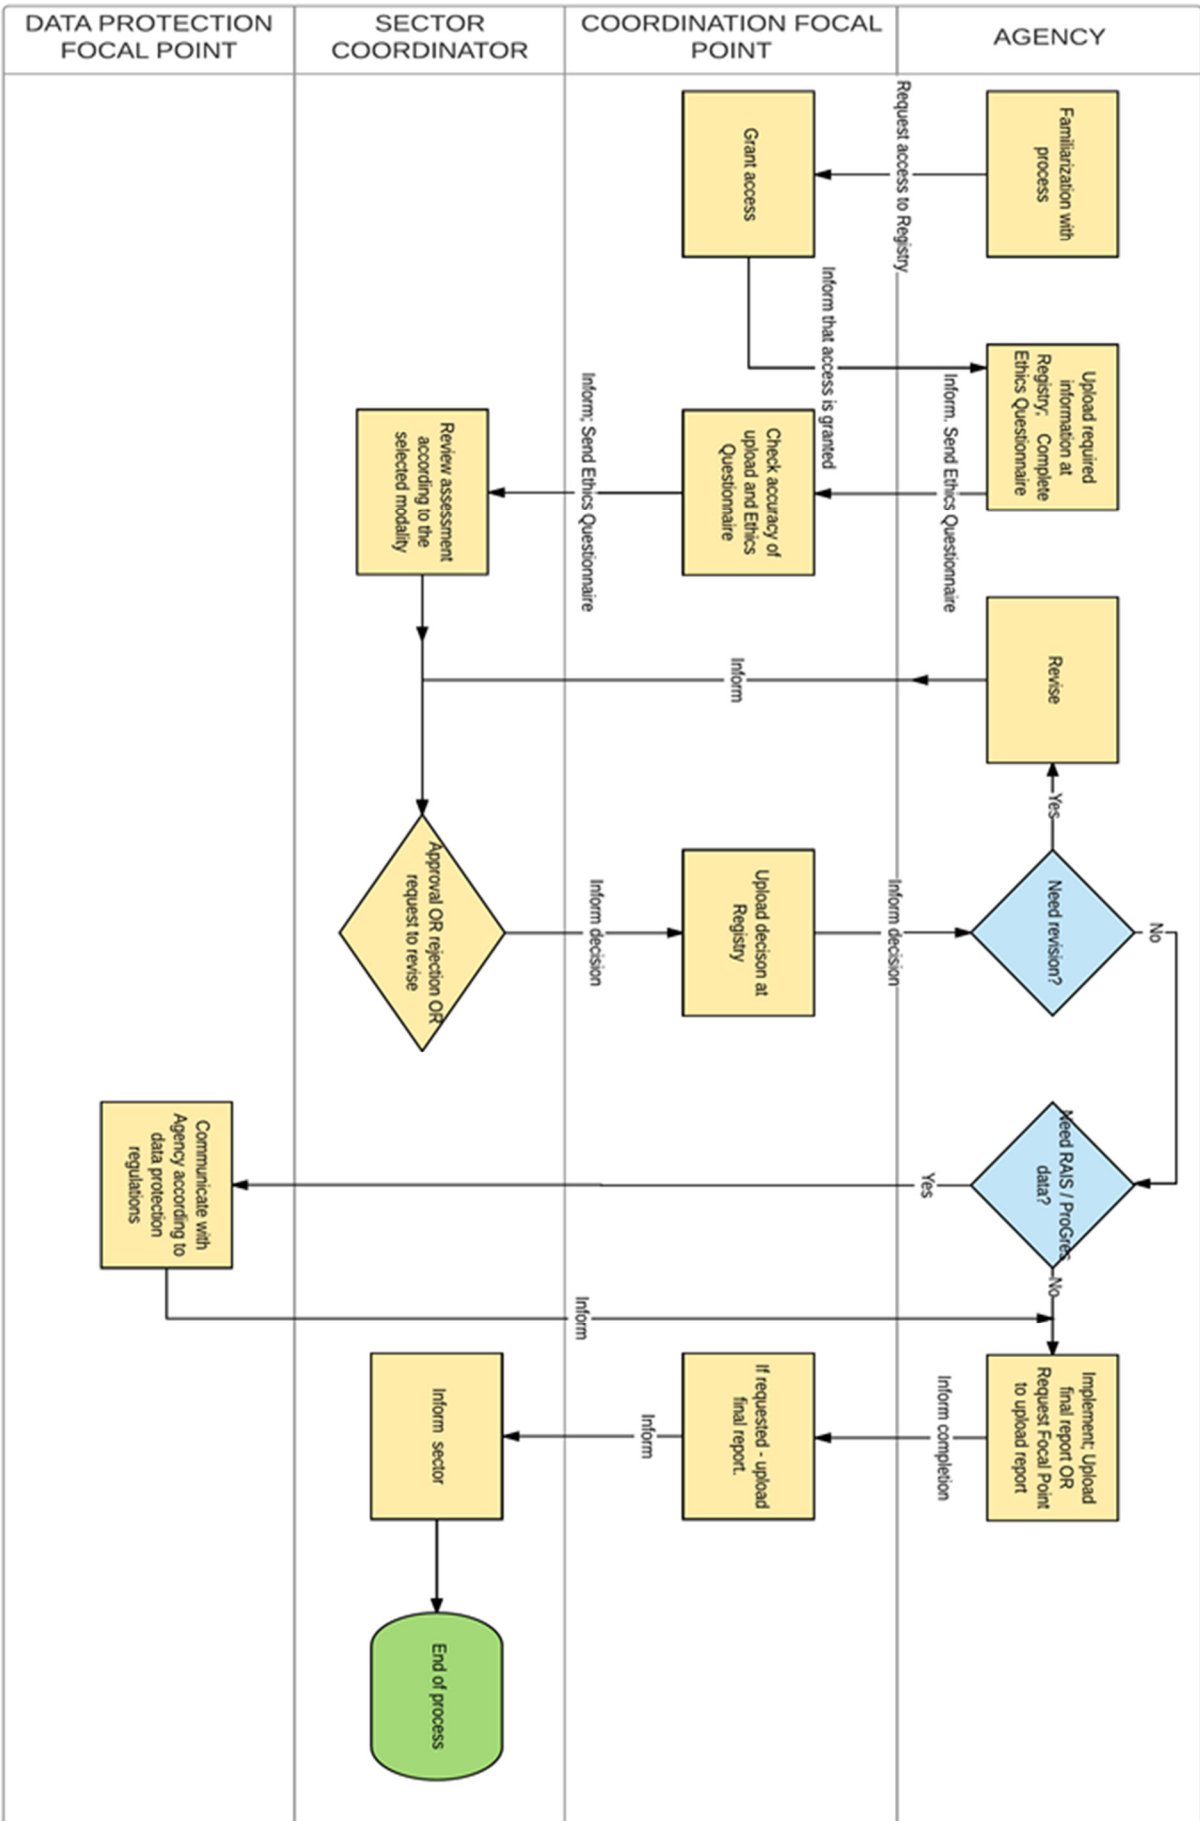 DATA PROTECTION
FOCAL POINT
SECTOR
COORDINATOR
COORDINATION FOCAL
POINT
AGENCY
Familiarization with
process
Request access to Registry
Grant access
Inform that access is granted
Upload required
information at
Registry; Complete
Ethics Questionnaire
Inform. Send Ethics Questionnaire
Check accuracy of
upload and Ethics
Questionnaire
Inform; Send Ethics Questionnaire
Review assessment
according to the
selected modality
Revise
Inform
Yes
Approval OR rejection OR
request to revise
Inform decision
Upload decison at
Registry
Inform decision
Need revision?
No
Need RAIS / ProGres
data?
Yes
No
Communicate with
Agency according to
data protection
regulations
Inform
Implement; Upload
final report OR
Request Focal Point
to upload report
Inform completion
If requested - upload
final report.
Inform
Inform sector
End of process